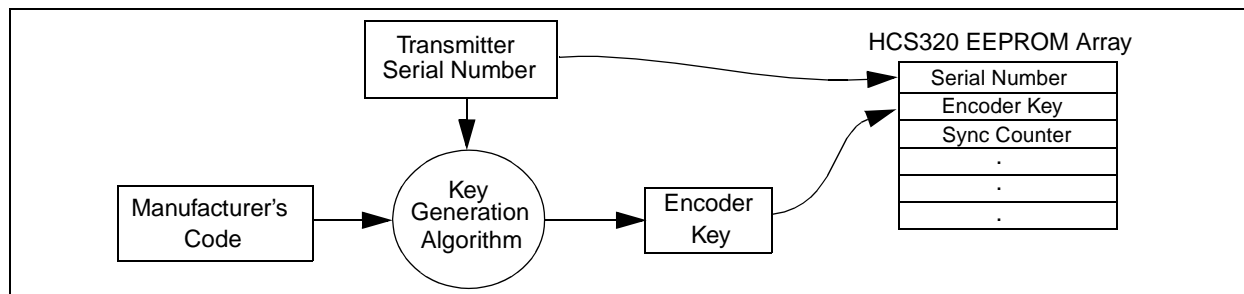 Transmitter
Serial Number
HCS320 EEPROM Array
Serial Number
Encoder Key
Sync Counter
.
.
.
Manufacturer's
Code
Key
Generation
Algorithm
Encoder
Key